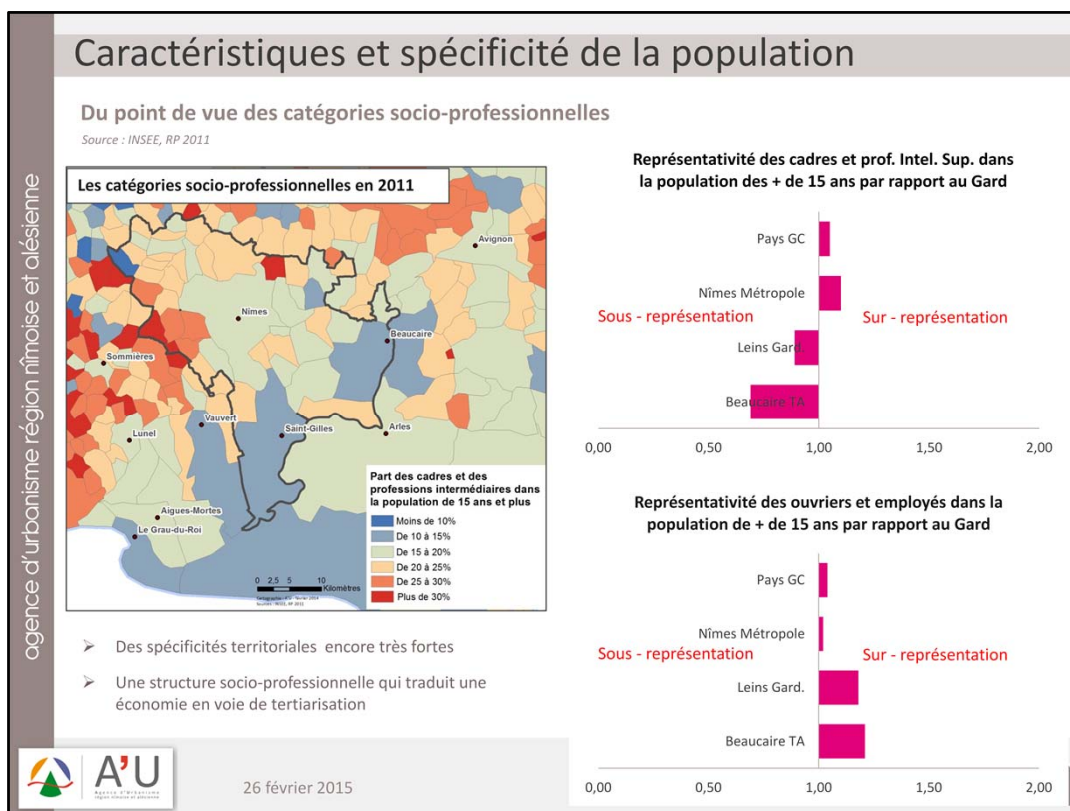 Caractéristiques et spécificité de la population
Du point de vue des catégories socio-professionnelles
Source : INSEE, RP 2011
agence d'urbanisme région nîmoise et alésienne
Les catégories socio-professionnelles en 2011
Avignon
Nîmes
Beaucaire
Sommières
Vauvert
Saint-Gilles
Arles
Lunel
Aigues-Mortes
Le Grau-du-Roi
Part des cadres et des
professions intermédiaires dans
la population de 15 ans et plus
Moins de 10%
De 10 à 15%
De 15 à 20%
De 20 à 25%
De 25 à 30%
Plus de 30%
0 2,5 5 10
Kilomètres
Des spécificités territoriales encore très fortes
Une structure socio-professionnelle qui traduit une
économie en voie de tertiarisation
Représentativité des cadres et prof. Intel. Sup. dans
la population des + de 15 ans par rapport au Gard
Pays GC
Nîmes Métropole
Sous - représentation Sur - représentation
Leins Gard.
Beaucaire TA
0,00 0,50 1,00 1,50 2,00
Représentativité des ouvriers et employés dans la
population de + de 15 ans par rapport au Gard
Pays GC
Nîmes Métropole
Sous - représentation Sur - représentation
Leins Gard.
Beaucaire TA
0,00 0,50 1,00 1,50 2,00
A'U
Agence d'Urbanisme
région nîmoise et alésienne
26 février 2015